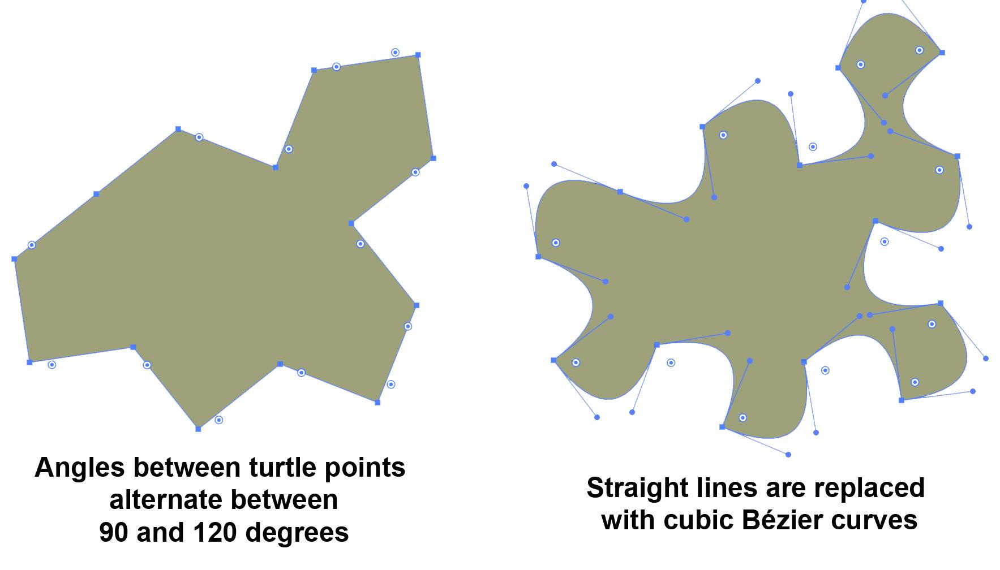 Angles between turtle points
alternate between
90 and 120 degrees
Straight lines are replaced
with cubic Bézier curves